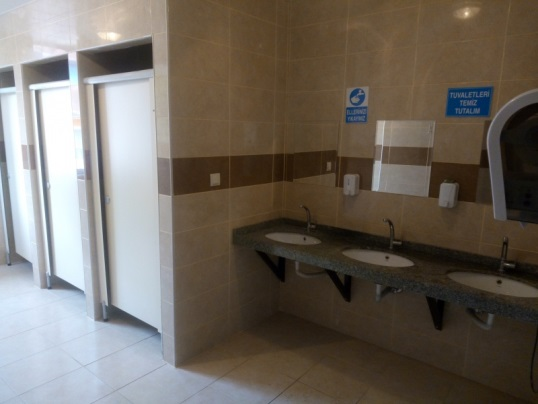 ELLERİNİZİ
YIKAYINIZ
TUVALETLERİ
TEMİZ
TUTALIM